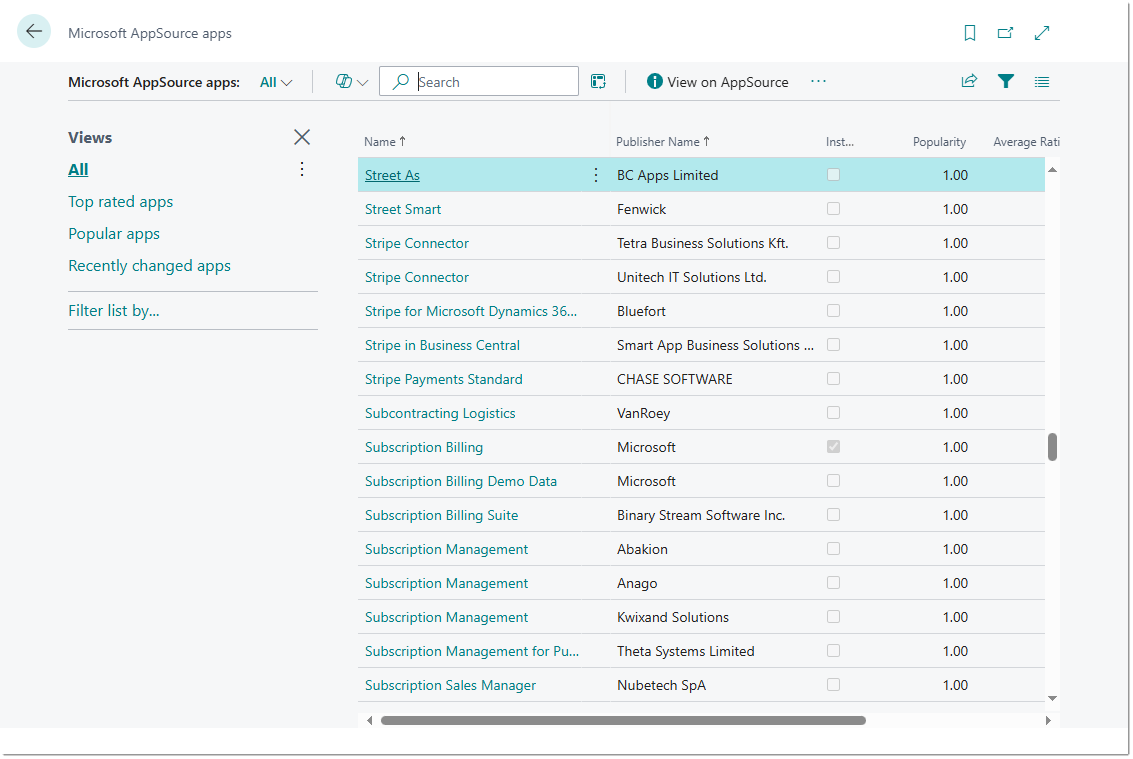 Microsoft AppSource apps
Microsoft AppSource apps: All Search View on AppSource ...
Views
All
Top rated apps
Popular apps
Recently changed apps
Filter list by...
Name ↑ Publisher Name ↑ Inst... Popularity Average Rati
Street As BC Apps Limited 1.00
Street Smart Fenwick 1.00
Stripe Connector Tetra Business Solutions Kft. 1.00
Stripe Connector Unitech IT Solutions Ltd. 1.00
Stripe for Microsoft Dynamics 36... Bluefort 1.00
Stripe in Business Central Smart App Business Solutions ... 1.00
Stripe Payments Standard CHASE SOFTWARE 1.00
Subcontracting Logistics VanRoey 1.00
Subscription Billing Microsoft 1.00
Subscription Billing Demo Data Microsoft 1.00
Subscription Billing Suite Binary Stream Software Inc. 1.00
Subscription Management Abakion 1.00
Subscription Management Anago 1.00
Subscription Management Kwixand Solutions 1.00
Subscription Management for Pu... Theta Systems Limited 1.00
Subscription Sales Manager Nubetech SpA 1.00